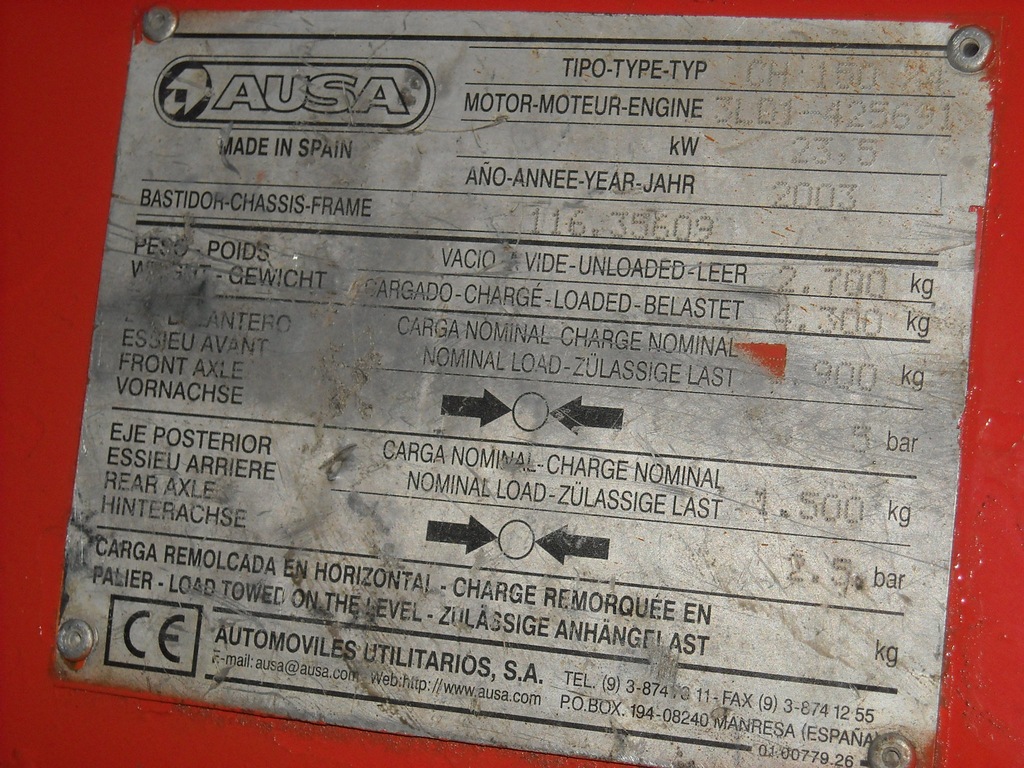 AUSA
MADE IN SPAIN
TIPO-TYPE-TYP CH 150
MOTOR-MOTEUR-ENGINE 3LD1-425691
kW 23,5
AÑO-ANNEE-YEAR-JAHR 2003
BASTIDOR-CHASSIS-FRAME 116.35609
PESO - POIDS VACIO - A VIDE-UNLOADED-LEER 2.700 kg
WEIGHT - GEWICHT CARGADO-CHARGÉ-LOADED-BELASTET 4.300 kg
DELANTERO CARGA NOMINAL-CHARGE NOMINAL
ESSIEU AVANT NOMINAL LOAD-ZÜLASSIGE LAST .900 kg
FRONT AXLE
VORNACHSE 5 bar
EJE POSTERIOR CARGA NOMINAL-CHARGE NOMINAL
ESSIEU ARRIERE NOMINAL LOAD-ZÜLASSIGE LAST 1.500 kg
REAR AXLE
HINTERACHSE 2.5. bar
CARGA REMOLCADA EN HORIZONTAL - CHARGE REMORQUÉE EN
PALIER - LOAD TOWED ON THE LEVEL - ZÜLÄSSIGE ANHÄNGELAST kg
CE
AUTOMOVILES UTILITARIOS, S.A. TEL. (9) 3-874 11-FAX (9) 3-874 12 55
E-mail: ausa@ausa.com Web:http://www.ausa.com P.O.BOX. 194-08240 MANRESA (ESPAÑA
01.00779.26